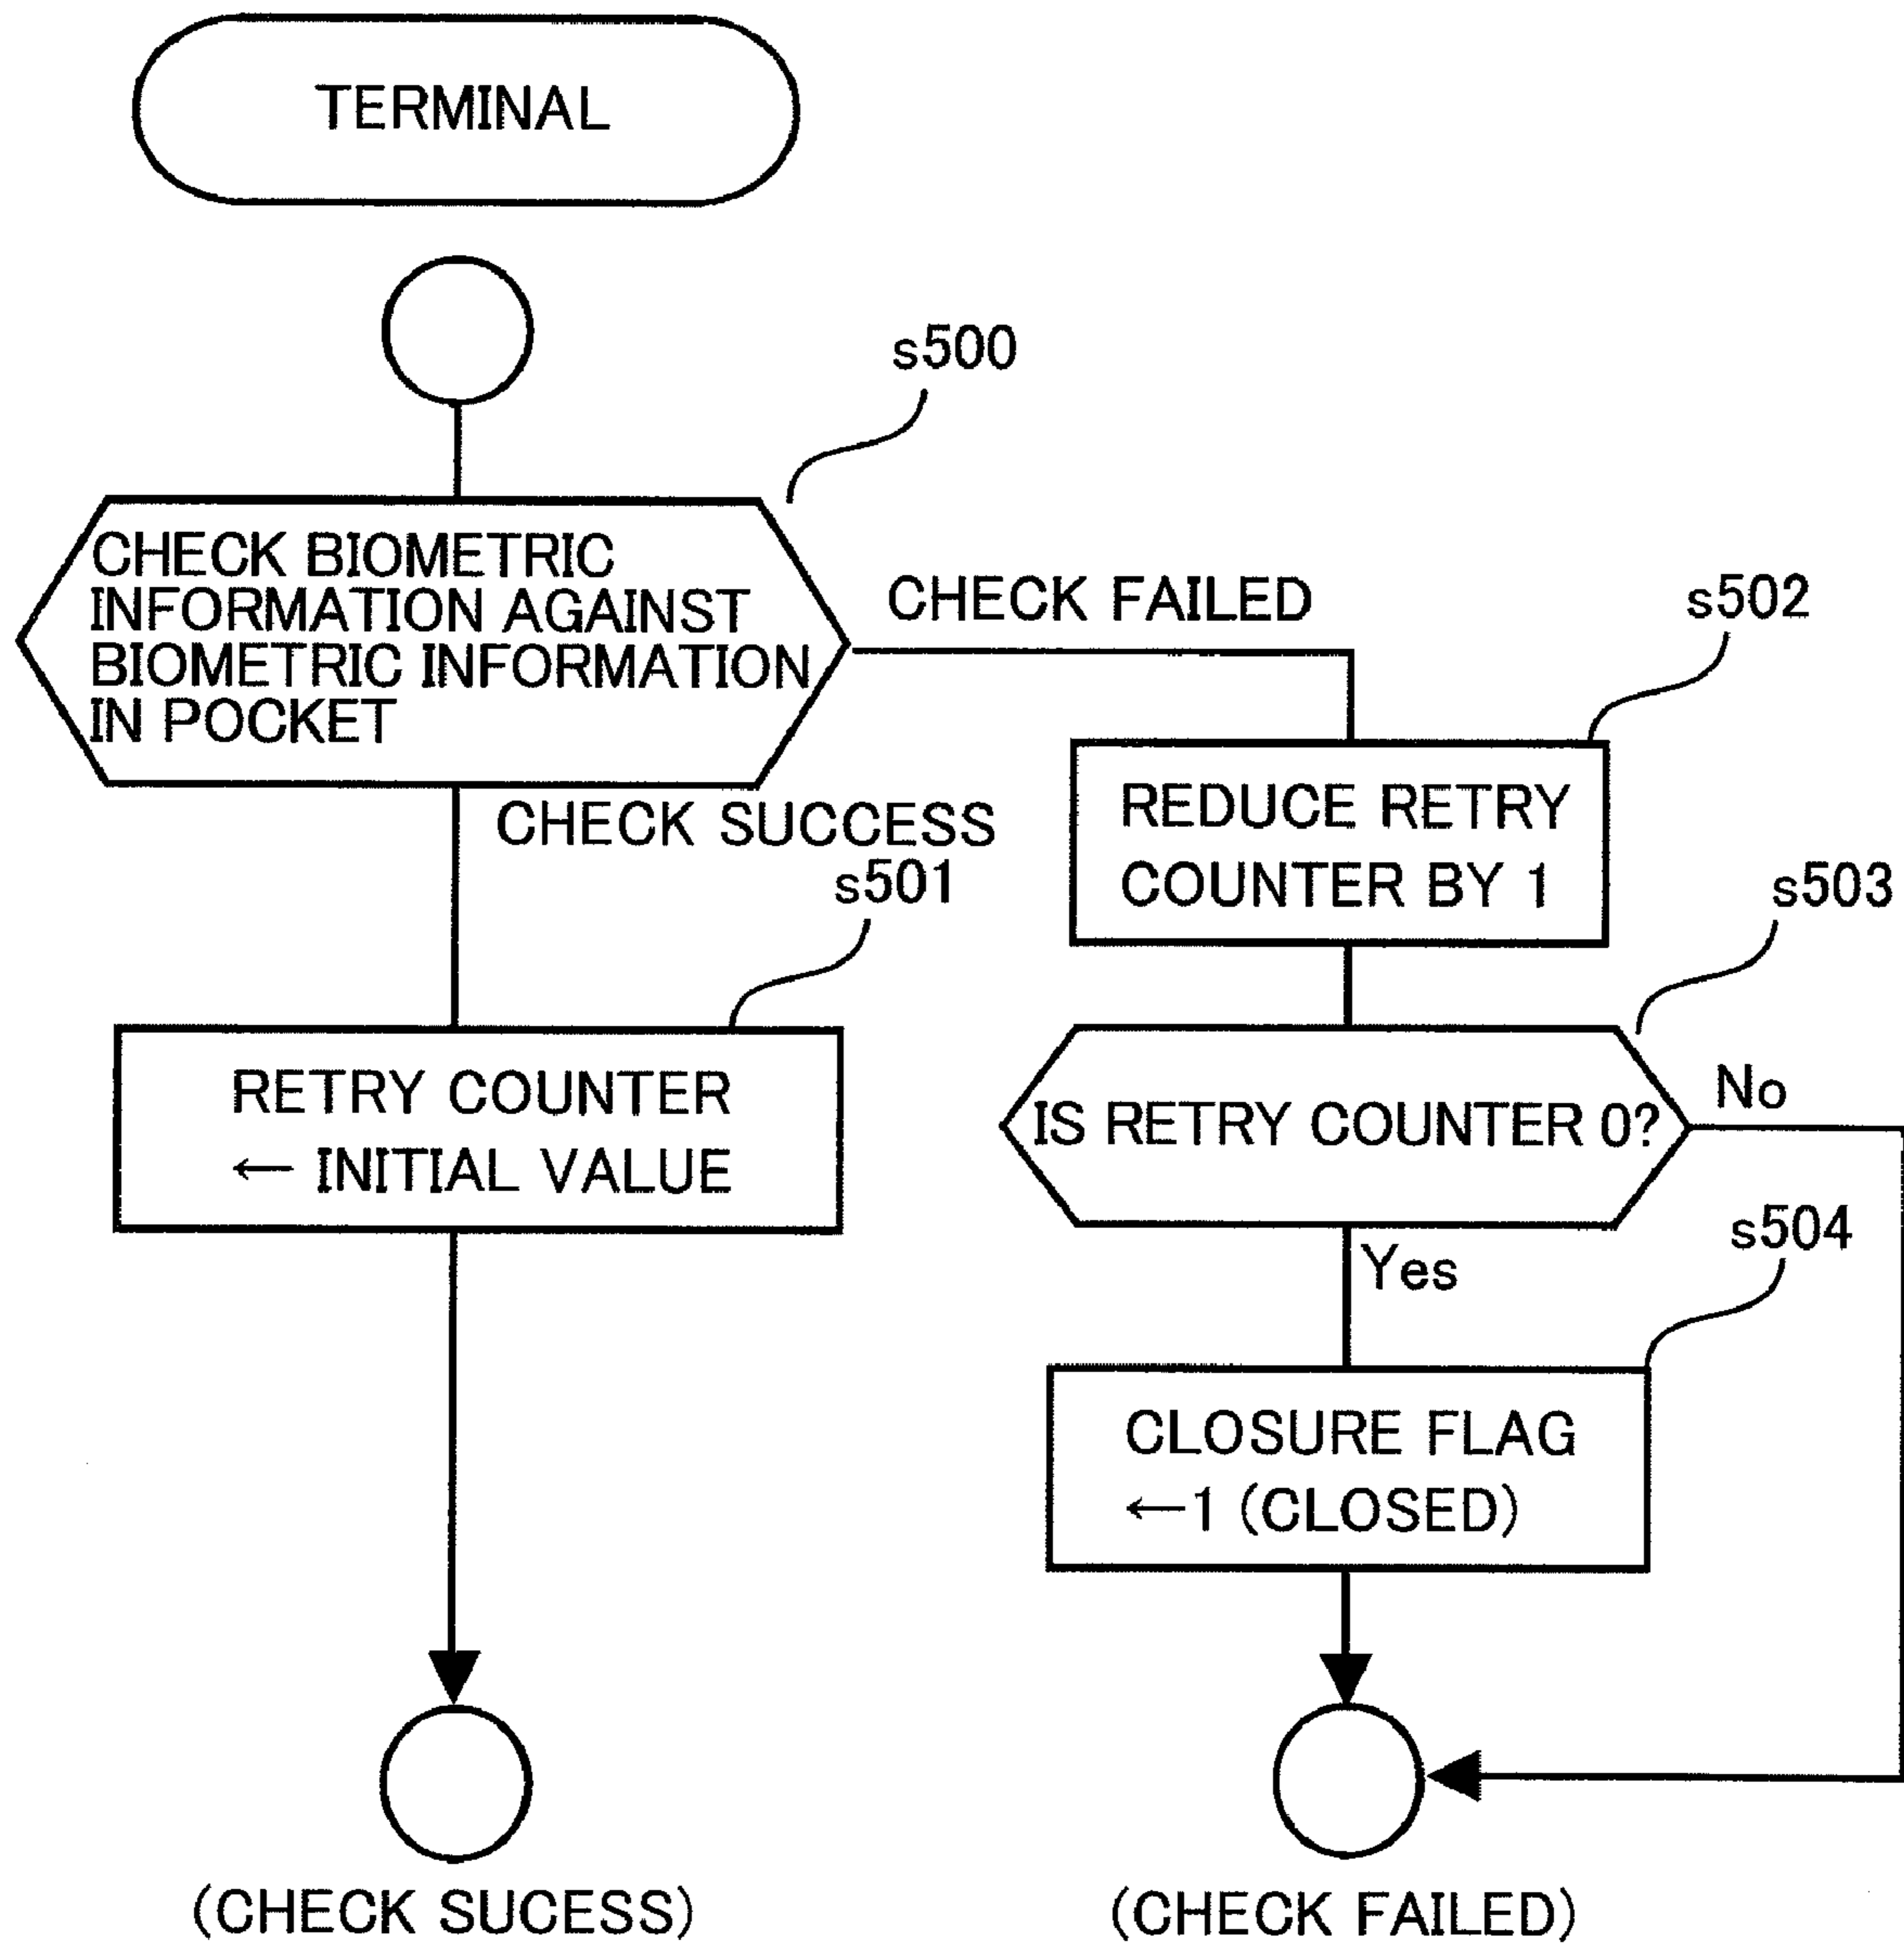 TERMINAL
s500
CHECK BIOMETRIC
INFORMATION AGAINST
BIOMETRIC INFORMATION
IN POCKET
CHECK FAILED
s502
REDUCE RETRY
COUNTER BY 1
CHECK SUCCESS
s501
s503
RETRY COUNTER
← INITIAL VALUE
IS RETRY COUNTER 0?
No
Yes
s504
CLOSURE FLAG
←1 (CLOSED)
(CHECK SUCESS)
(CHECK FAILED)